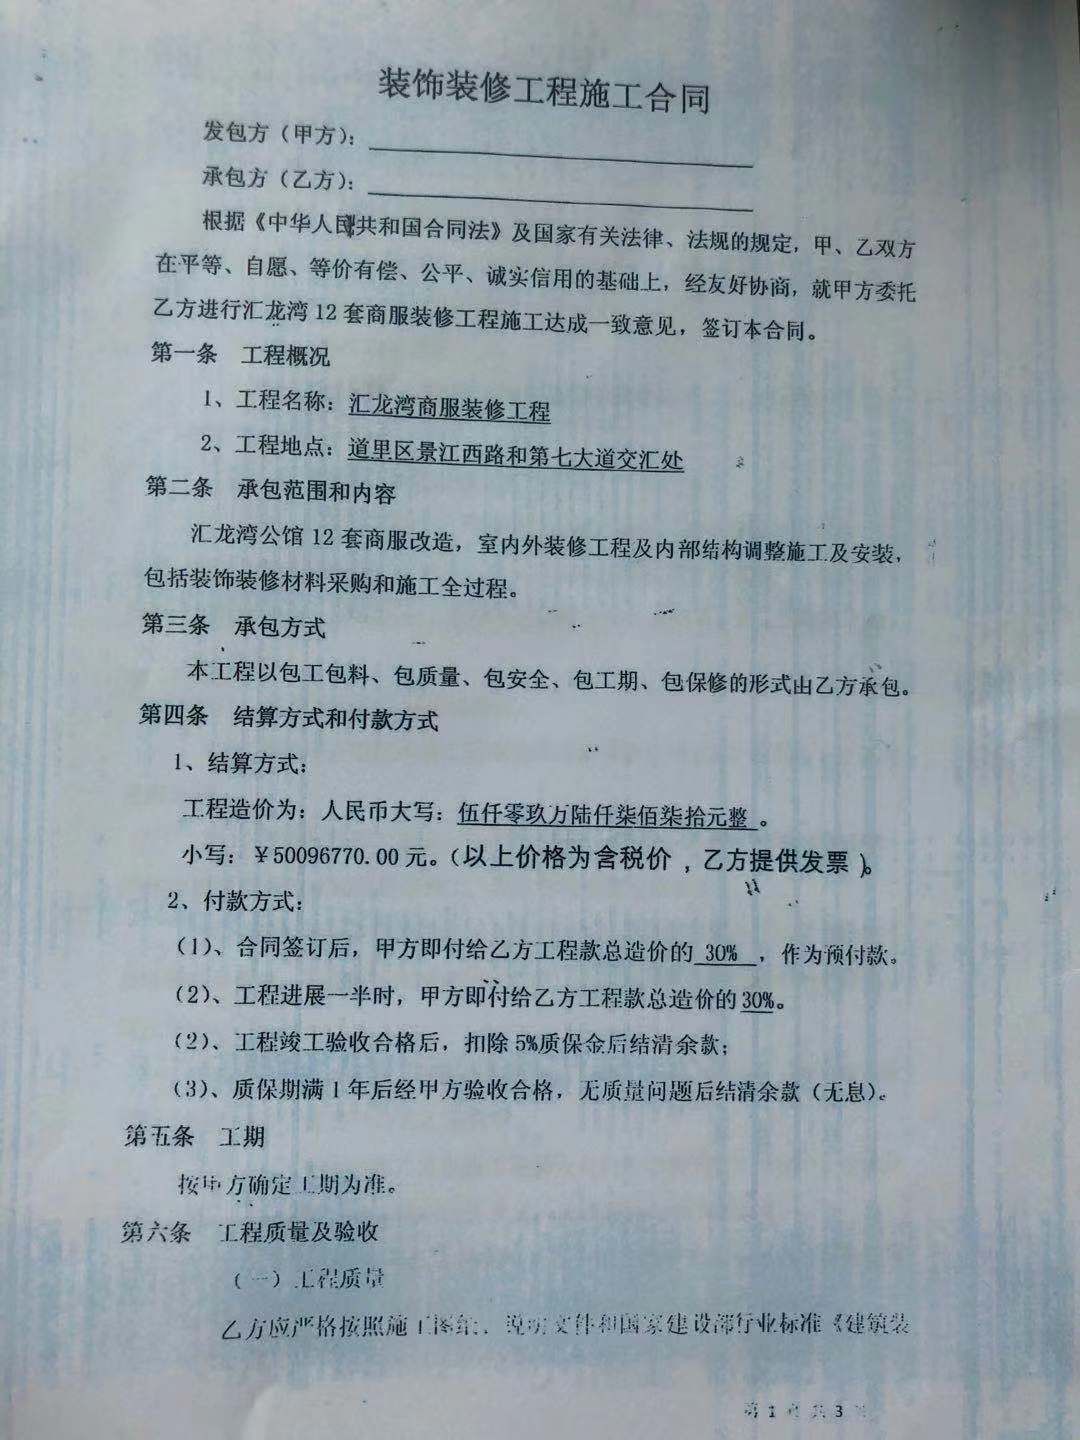 装饰装修工程施工合同
发包方（甲方）：
承包方（乙方）：
根据《中华人民共和国合同法》及国家有关法律、法规的规定，甲、乙双方
在平等、自愿、等价有偿、公平、诚实信用的基础上，经友好协商，就甲方委托
乙方进行汇龙湾12套商服装修工程施工达成一致意见，签订本合同。
第一条 工程概况
1、工程名称：汇龙湾商服装修工程
2、工程地点：道里区景江西路和第七大道交汇处
第二条 承包范围和内容
汇龙湾公馆12套商服改造，室内外装修工程及内部结构调整施工及安装，
包括装饰装修材料采购和施工全过程。
第三条 承包方式
本工程以包工包料、包质量、包安全、包工期、包保修的形式由乙方承包。
第四条 结算方式和付款方式
1、结算方式：
工程造价为：人民币大写：伍仟零玖万陆仟柒佰柒拾元整 。
小写：￥50096770.00元。（以上价格为含税价，乙方提供发票）。
2、付款方式：
（1）、合同签订后，甲方即付给乙方工程款总造价的 30% ，作为预付款。
（2）、工程进展一半时，甲方即付给乙方工程款总造价的30%。
（2）、工程竣工验收合格后，扣除5%质保金后结清余款；
（3）、质保期满1年后经甲方验收合格，无质量问题后结清余款（无息）。
第五条 工期
按甲方确定工期为准。
第六条 工程质量及验收
（一）工程质量
乙方应严格按照施工图纸、说明文件和国家建设部行业标准《建筑装
第 1 页 共 3 页